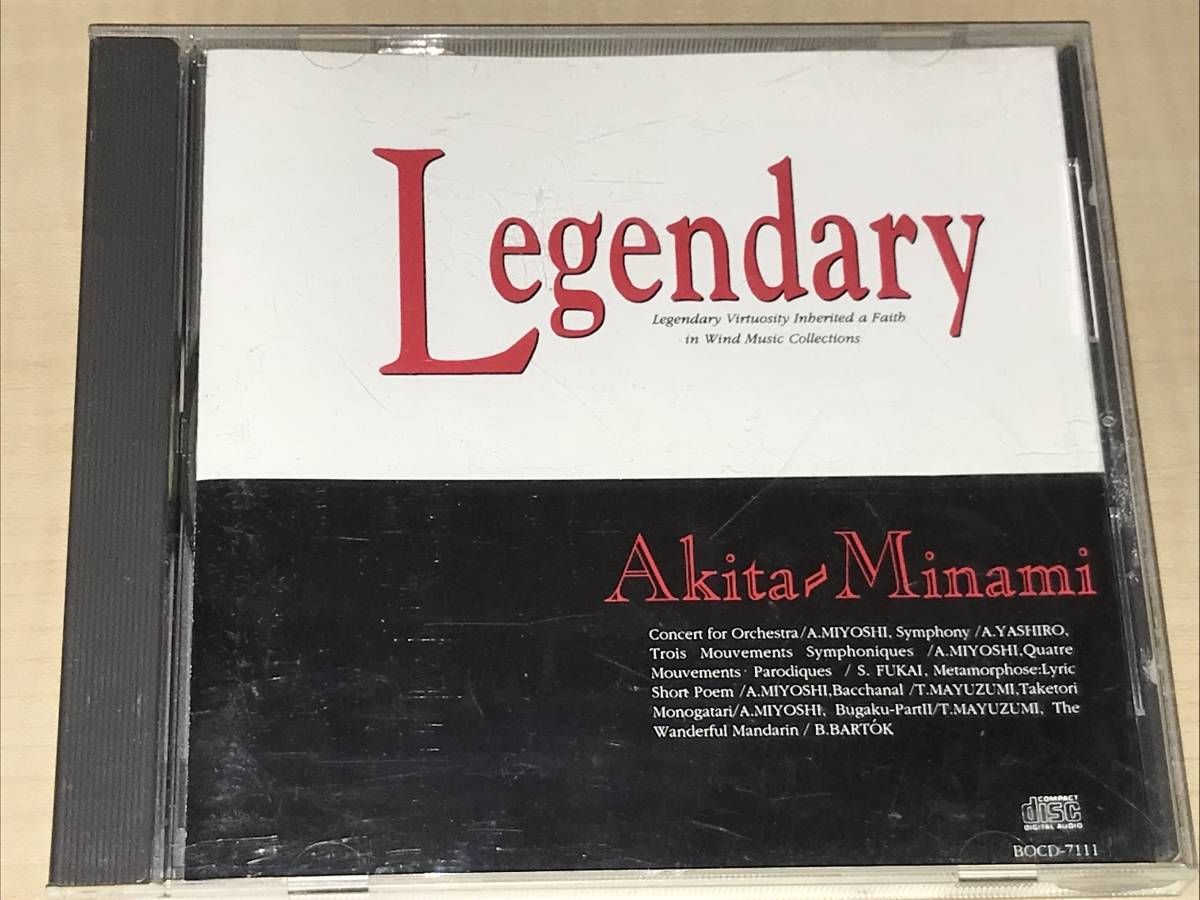 Legendary
Legendary Virtuosity Inherited a Faith
in Wind Music Collections
Akita-Minami
Concert for Orchestra/A.MIYOSHI, Symphony /A.YASHIRO,
Trois Mouvements Symphoniques /A.MIYOSHI,Quatre
Mouvements Parodiques / S. FUKAI, Metamorphose:Lyric
Short Poem /A.MIYOSHI,Bacchanal /T.MAYUZUMI,Taketori
Monogatari/A.MIYOSHI, Bugaku-PartII/T.MAYUZUMI, The
Wanderful Mandarin / B.BARTÓK
COMPACT
disc
DIGITAL AUDIO
BOCD-7111